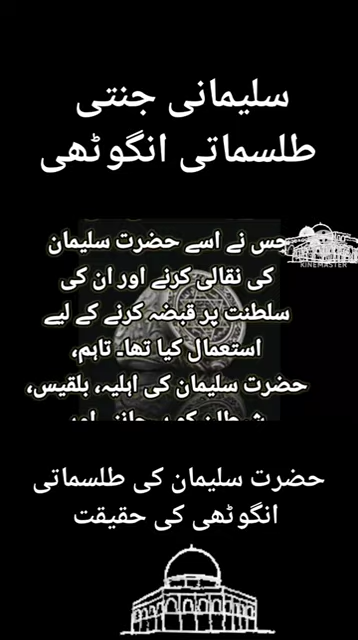 سلیمانی جنتی
طلسماتی انگوٹھی
جس نے اسے حضرت سلیمان
کی نقالی کرنے اور ان کی
سلطنت پر قبضہ کرنے کے لیے
استعمال کیا تھا۔ تاہم،
حضرت سلیمان کی اہلیہ، بلقیس،
KINEMASTER
حضرت سلیمان کی طلسماتی
انگوٹھی کی حقیقت